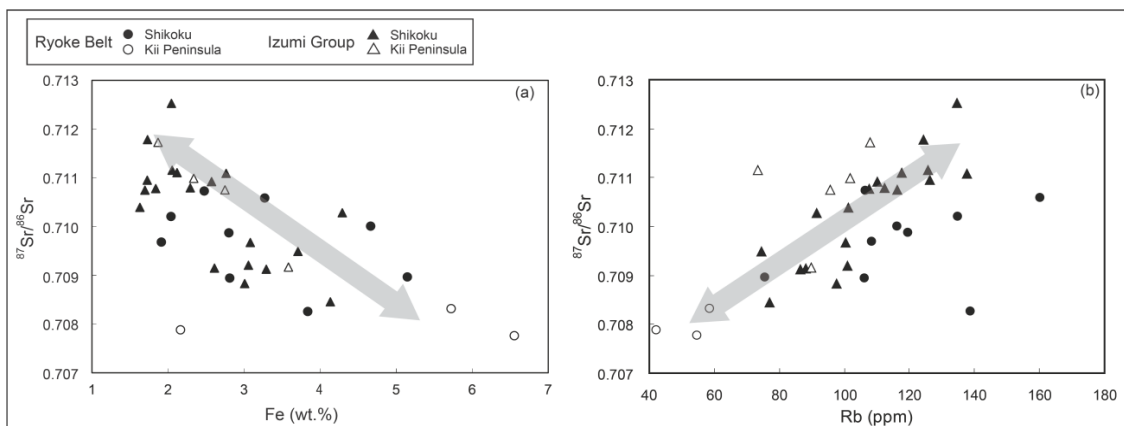 Ryoke Belt ● Shikoku
○ Kii Peninsula
Izumi Group ▲ Shikoku
△ Kii Peninsula
(a)
0.713
0.712
0.711
0.710
0.709
0.708
0.707
⁸⁷Sr/⁸⁶Sr
1 2 3 4 5 6 7
Fe (wt.%)
(b)
0.713
0.712
0.711
0.710
0.709
0.708
0.707
⁸⁷Sr/⁸⁶Sr
40 60 80 100 120 140 160 180
Rb (ppm)